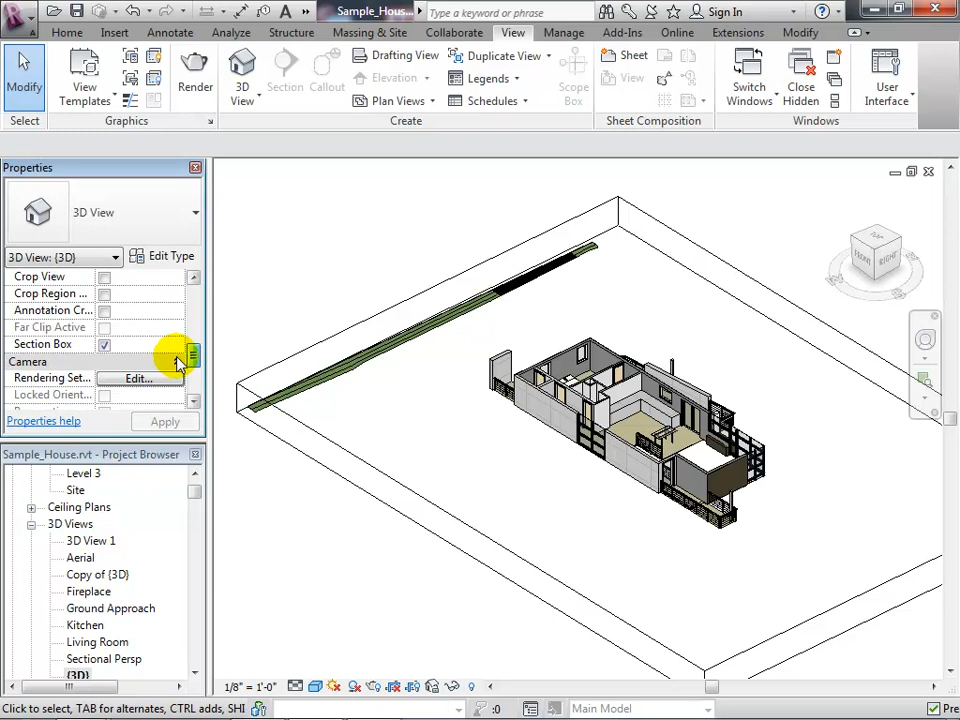 Sample_Hous...
Type a keyword or phrase
Sign In
Home Insert Annotate Analyze Structure Massing & Site Collaborate View Manage Add-Ins Online Extensions Modify
Modify
View Templates
Render
3D View
Section
Callout
Drafting View
Elevation
Plan Views
Duplicate View
Legends
Schedules
Scope Box
Sheet
View
Switch Windows
Close Hidden
User Interface
Select Graphics Create Sheet Composition Windows
Properties
3D View
3D View: {3D}
Edit Type
Crop View
Crop Region ...
Annotation Cr...
Far Clip Active
Section Box
Camera
Rendering Set... Edit...
Locked Orient...
Properties help
Apply
Sample_House.rvt - Project Browser
Level 3
Site
Ceiling Plans
3D Views
3D View 1
Aerial
Copy of {3D}
Fireplace
Ground Approach
Kitchen
Living Room
Sectional Persp
{3D}
TOP
FRONT
RIGHT
1/8" = 1'-0"
Click to select, TAB for alternates, CTRL adds, SHI
:0
Main Model
Pre